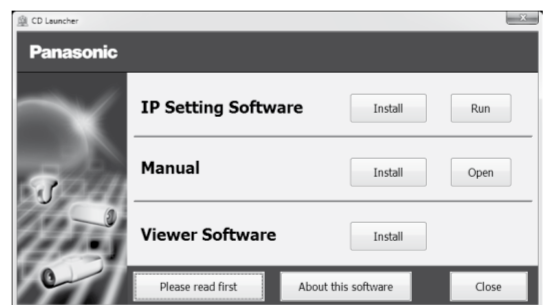 CD Launcher
Panasonic
IP Setting Software Install Run
Manual Install Open
Viewer Software Install
Please read first About this software Close